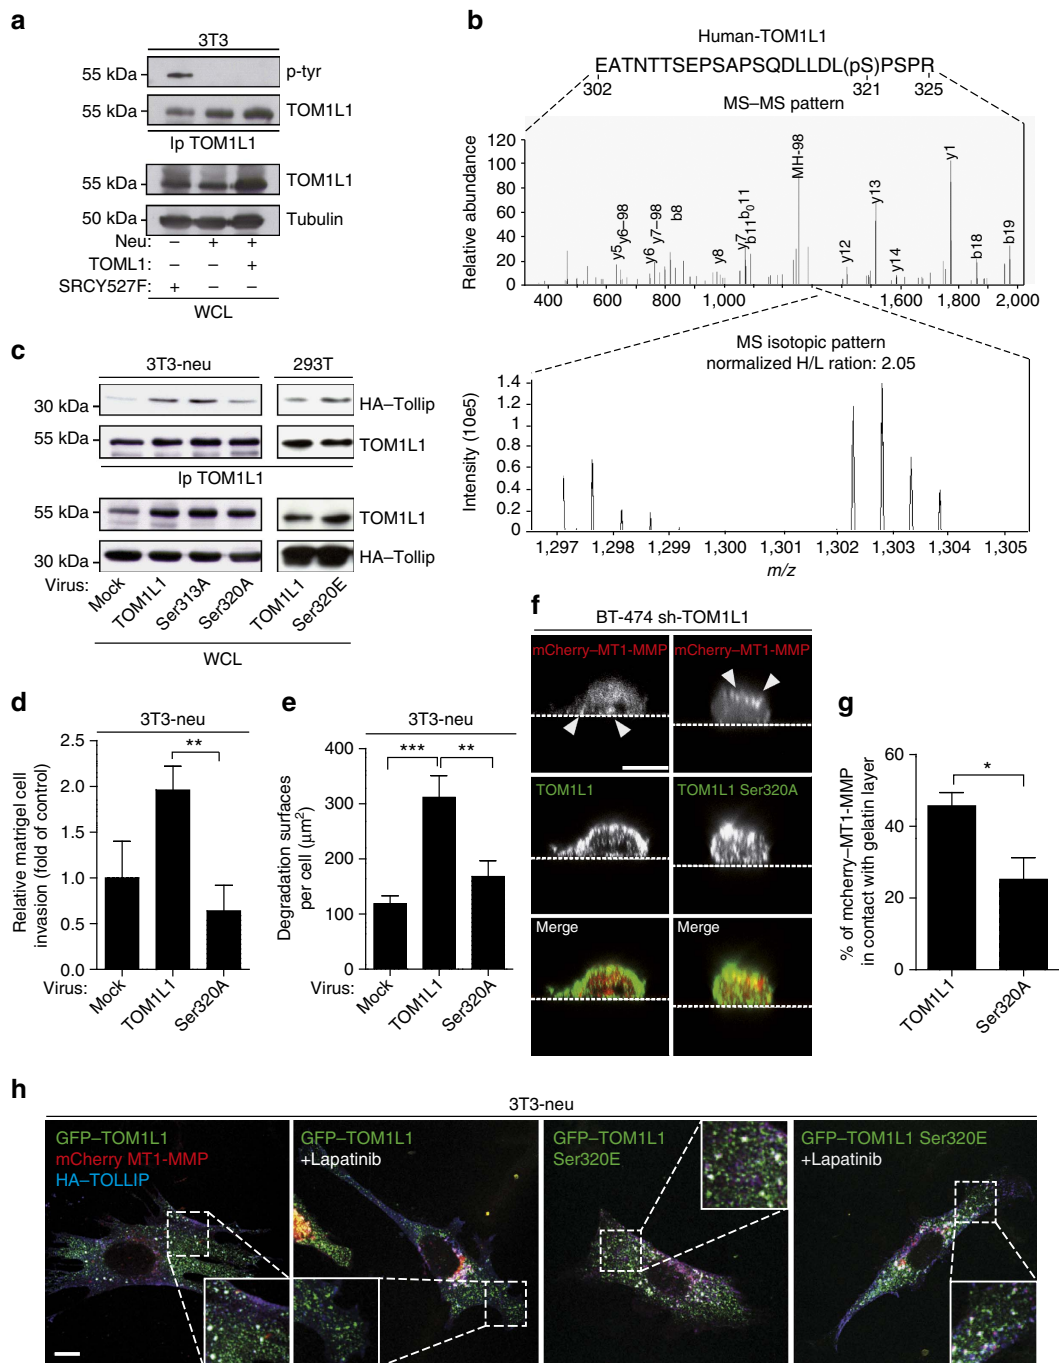 a
3T3
55 kDa
p-tyr
55 kDa
TOM1L1
Ip TOM1L1
55 kDa
TOM1L1
50 kDa
Tubulin
Neu: – + +
TOML1: – – +
SRCY527F: + – –
WCL
b
Human-TOM1L1
EATNTTSEPSAPSQDLLDL(pS)PSPR
302 321 325
MS–MS pattern
Relative abundance
120
100
80
60
40
20
0
y5
y6–98
y6
y7–98
b8
y8
y7
b11
b011
MH-98
y12
y13
y14
y1
b18
b19
400 600 800 1,000 1,600 1,800 2,000
MS isotopic pattern
normalized H/L ration: 2.05
Intensity (10e5)
1.4
1.2
1
0.8
0.6
0.4
0.2
0
1,297 1,298 1,299 1,300 1,301 1,302 1,303 1,304 1,305
m/z
c
3T3-neu 293T
30 kDa
HA–Tollip
55 kDa
TOM1L1
Ip TOM1L1
55 kDa
TOM1L1
30 kDa
HA–Tollip
Virus: Mock TOM1L1 Ser313A Ser320A TOM1L1 Ser320E
WCL
d
3T3-neu
**
Relative matrigel cell
invasion (fold of control)
2.5
2.0
1.5
1.0
0.5
0.0
Virus: Mock TOM1L1 Ser320A
e
3T3-neu
*** **
Degradation surfaces
per cell (μm²)
400
300
200
100
0
Virus: Mock TOM1L1 Ser320A
f
BT-474 sh-TOM1L1
mCherry–MT1-MMP mCherry–MT1-MMP
TOM1L1 TOM1L1 Ser320A
Merge Merge
g
*
% of mcherry–MT1-MMP
in contact with gelatin layer
60
40
20
0
TOM1L1 Ser320A
h
3T3-neu
GFP–TOM1L1
mCherry MT1-MMP
HA–TOLLIP
GFP–TOM1L1
+Lapatinib
GFP–TOM1L1
Ser320E
GFP–TOM1L1 Ser320E
+Lapatinib